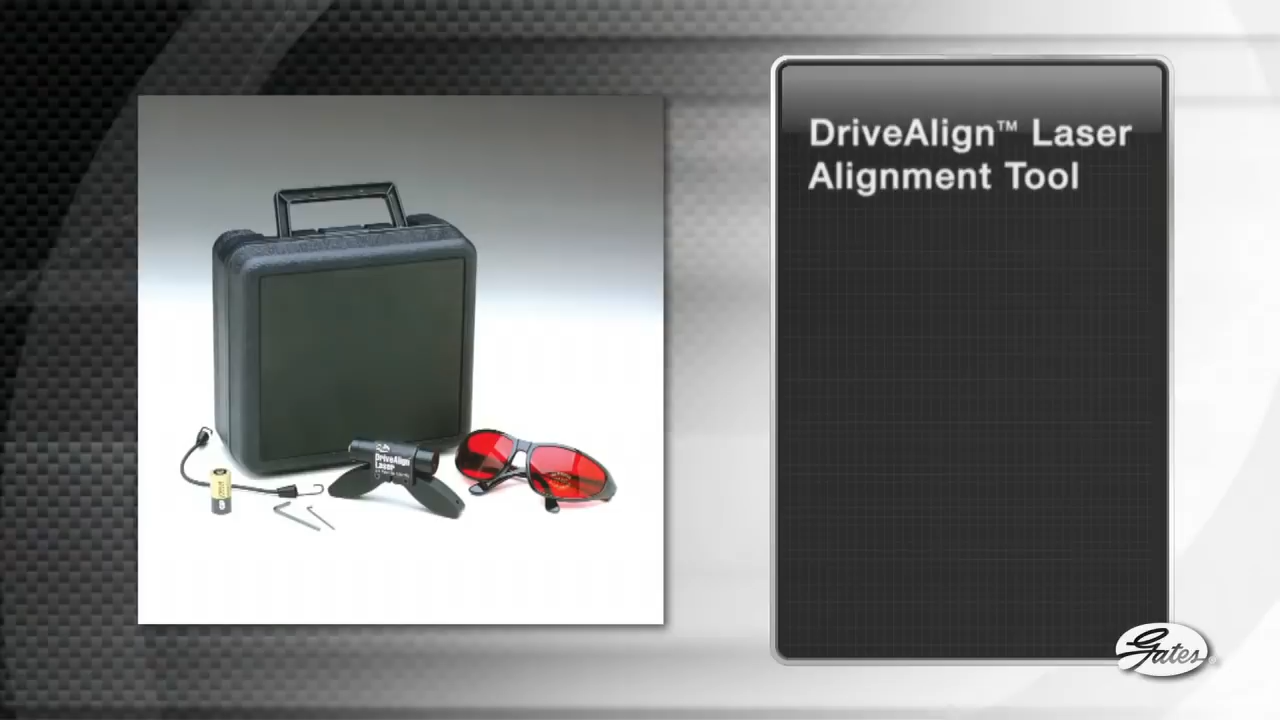 DriveAlign™ Laser
Alignment Tool
DriveAlign
Laser
Gates®